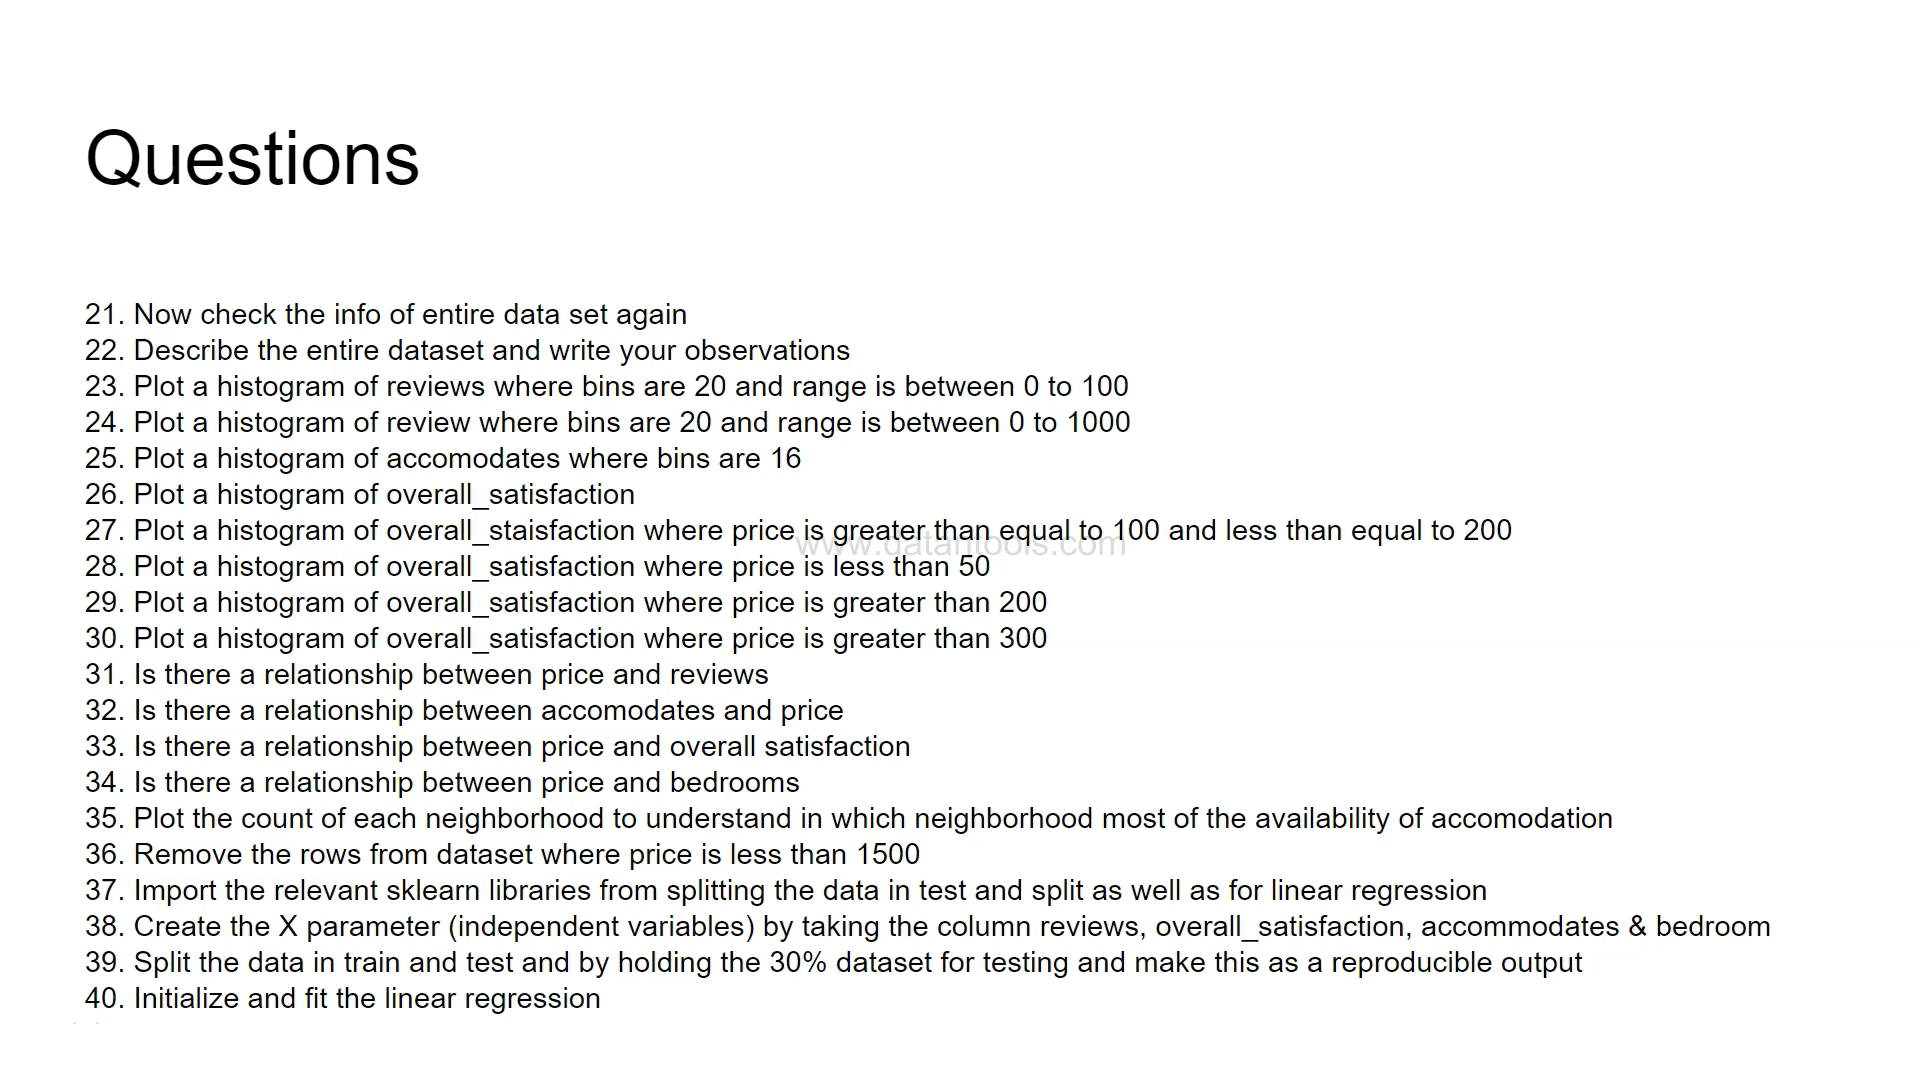 Questions
21. Now check the info of entire data set again
22. Describe the entire dataset and write your observations
23. Plot a histogram of reviews where bins are 20 and range is between 0 to 100
24. Plot a histogram of review where bins are 20 and range is between 0 to 1000
25. Plot a histogram of accomodates where bins are 16
26. Plot a histogram of overall_satisfaction
27. Plot a histogram of overall_staisfaction where price is greater than equal to 100 and less than equal to 200
www.datantools.com
28. Plot a histogram of overall_satisfaction where price is less than 50
29. Plot a histogram of overall_satisfaction where price is greater than 200
30. Plot a histogram of overall_satisfaction where price is greater than 300
31. Is there a relationship between price and reviews
32. Is there a relationship between accomodates and price
33. Is there a relationship between price and overall satisfaction
34. Is there a relationship between price and bedrooms
35. Plot the count of each neighborhood to understand in which neighborhood most of the availability of accomodation
36. Remove the rows from dataset where price is less than 1500
37. Import the relevant sklearn libraries from splitting the data in test and split as well as for linear regression
38. Create the X parameter (independent variables) by taking the column reviews, overall_satisfaction, accommodates & bedroom
39. Split the data in train and test and by holding the 30% dataset for testing and make this as a reproducible output
40. Initialize and fit the linear regression